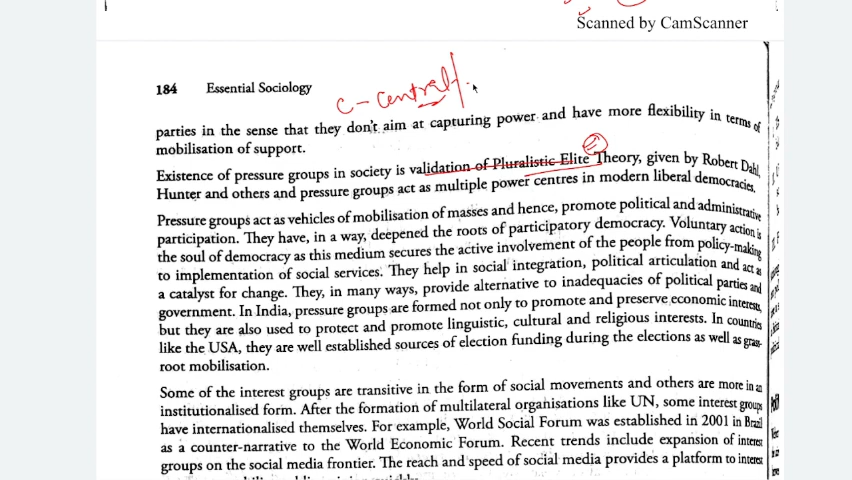 Scanned by CamScanner
184 Essential Sociology
c - central
parties in the sense that they don't aim at capturing power and have more flexibility in terms of
mobilisation of support.
Existence of pressure groups in society is validation of Pluralistic Elite Theory, given by Robert Dahl,
Hunter and others and pressure groups act as multiple power centres in modern liberal democracies.
Pressure groups act as vehicles of mobilisation of masses and hence, promote political and administrative
participation. They have, in a way, deepened the roots of participatory democracy. Voluntary action is
the soul of democracy as this medium secures the active involvement of the people from policy-making
to implementation of social services. They help in social integration, political articulation and act as
a catalyst for change. They, in many ways, provide alternative to inadequacies of political parties and
government. In India, pressure groups are formed not only to promote and preserve economic interests,
but they are also used to protect and promote linguistic, cultural and religious interests. In countries
like the USA, they are well established sources of election funding during the elections as well as grass-
root mobilisation.
Some of the interest groups are transitive in the form of social movements and others are more in an
institutionalised form. After the formation of multilateral organisations like UN, some interest groups
have internationalised themselves. For example, World Social Forum was established in 2001 in Brazil
as a counter-narrative to the World Economic Forum. Recent trends include expansion of interest
groups on the social media frontier. The reach and speed of social media provides a platform to interest